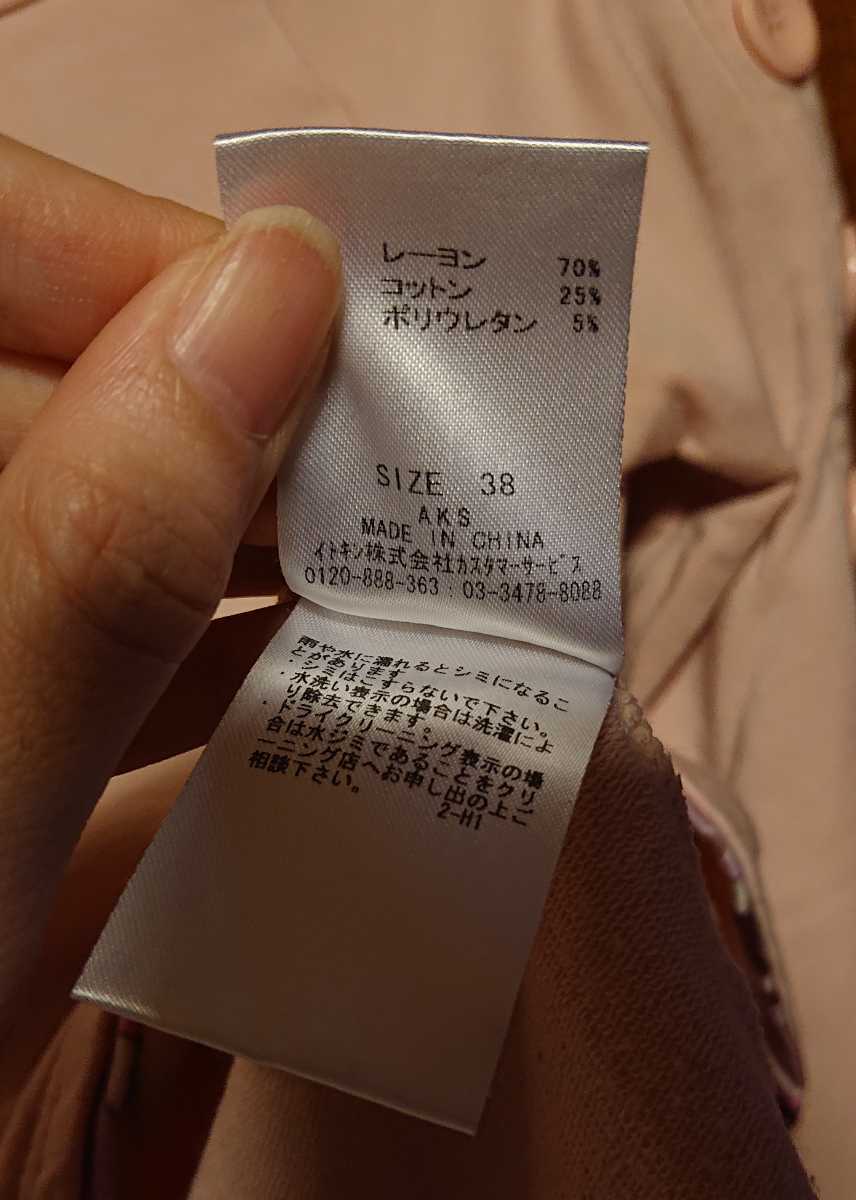 レーヨン 70%
コットン 25%
ポリウレタン 5%
SIZE 38
AKS
MADE IN CHINA
イトキン株式会社カスタマーサービス
0120-888-363 : 03-3478-8088
雨や水に濡れるとシミになるこ
とがあります
・シミはこすらないで下さい。
・水洗い表示の場合は洗濯によ
り除去できます。
・ドライクリーニング表示の場
合は水ジミであることをクリ
ーニング店へお申し出の上ご
相談下さい。
2-H1